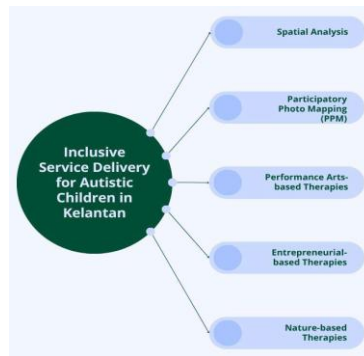 Inclusive
Service Delivery
for Autistic
Children in
Kelantan
Spatial Analysis
Participatory
Photo Mapping
(PPM)
Performance Arts-
based Therapies
Entrepreneurial-
based Therapies
Nature-based
Therapies